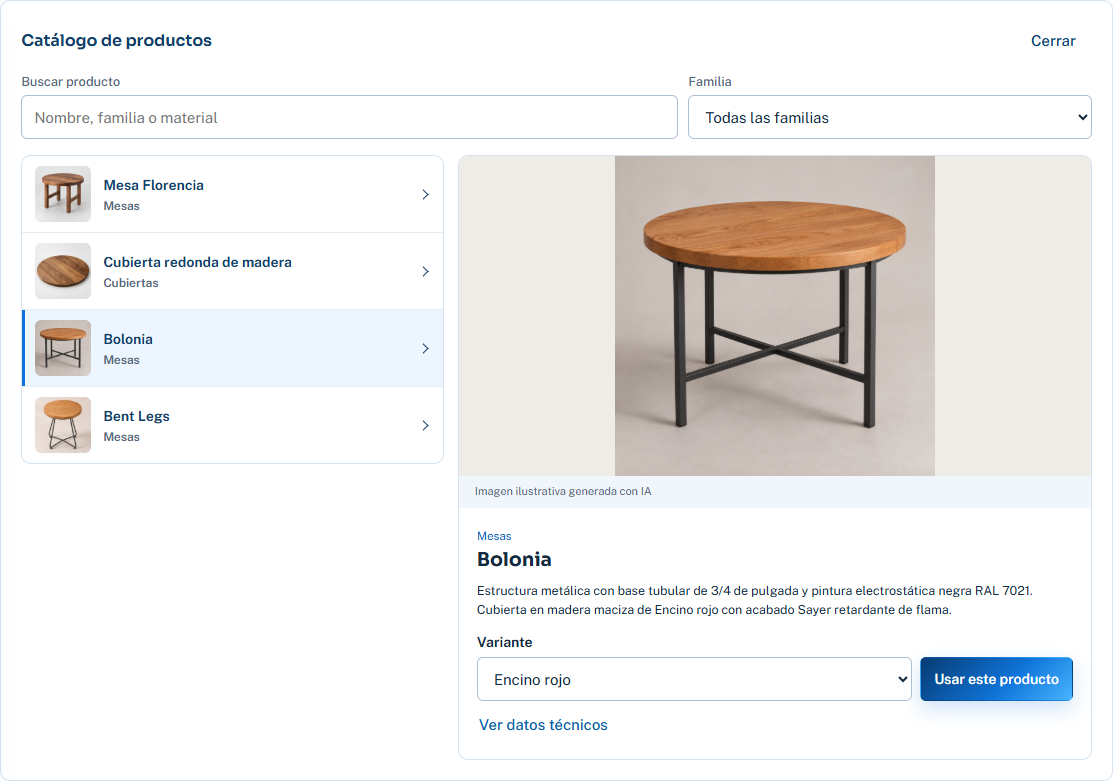 Catálogo de productos
Cerrar
Buscar producto
Familia
Nombre, familia o material
Todas las familias
Mesa Florencia
Mesas
Cubierta redonda de madera
Cubiertas
Bolonia
Mesas
Bent Legs
Mesas
Imagen ilustrativa generada con IA
Mesas
Bolonia
Estructura metálica con base tubular de 3/4 de pulgada y pintura electrostática negra RAL 7021.
Cubierta en madera maciza de Encino rojo con acabado Sayer retardante de flama.
Variante
Encino rojo
Usar este producto
Ver datos técnicos